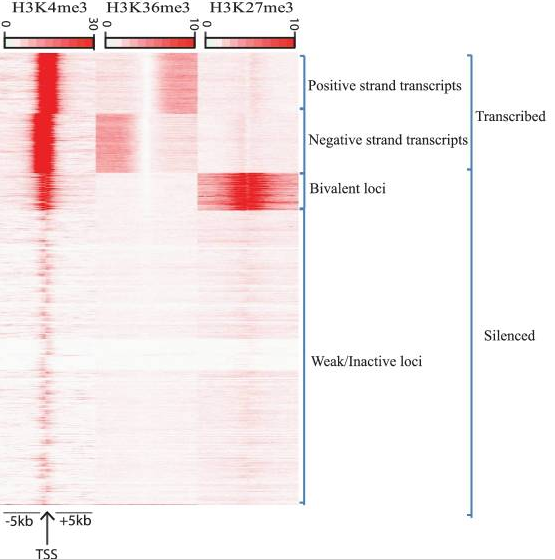 H3K4me3 H3K36me3 H3K27me3
0 30 0 10 0 10
Positive strand transcripts
Transcribed
Negative strand transcripts
Bivalent loci
Silenced
Weak/Inactive loci
-5kb +5kb
TSS